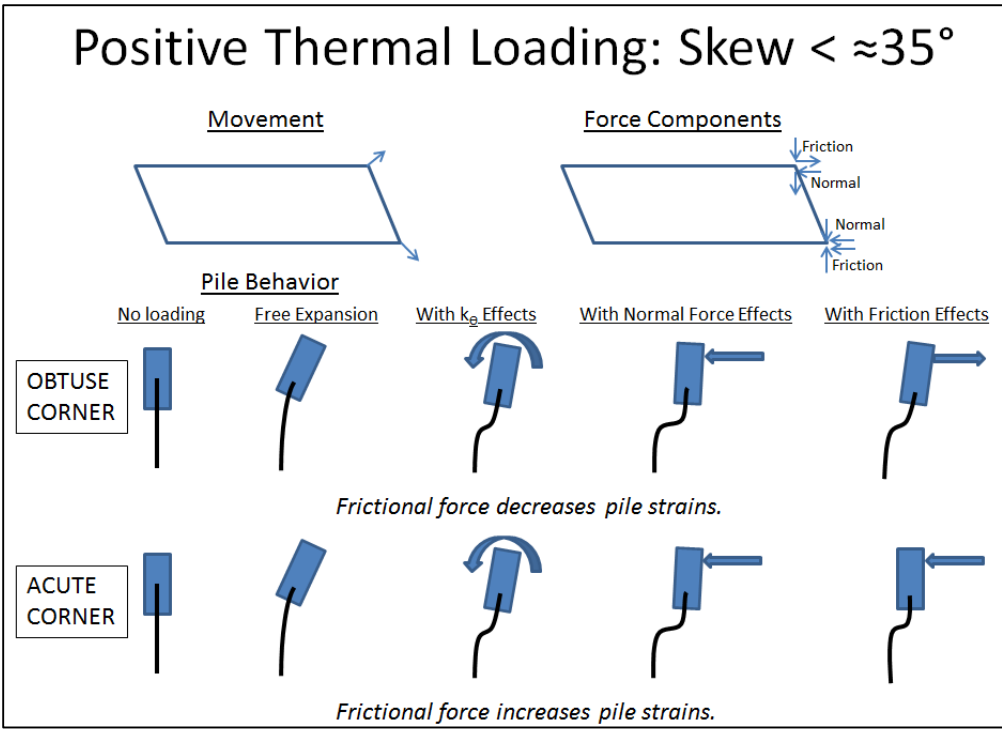 Positive Thermal Loading: Skew < ≈35°
Movement
Force Components
Friction
Normal
Normal
Friction
Pile Behavior
No loading
Free Expansion
With kϴ Effects
With Normal Force Effects
With Friction Effects
OBTUSE
CORNER
Frictional force decreases pile strains.
ACUTE
CORNER
Frictional force increases pile strains.